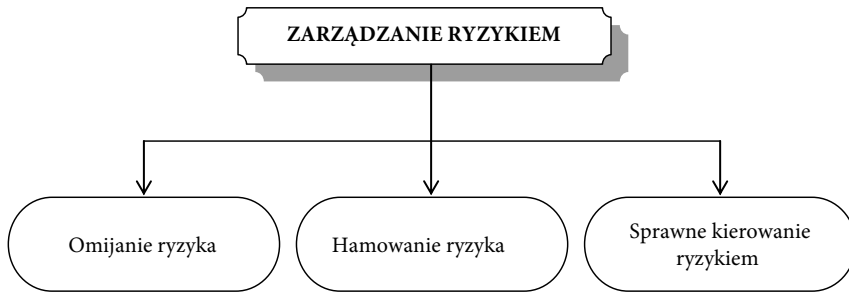 ZARZĄDZANIE RYZYKIEM
Omijanie ryzyka
Hamowanie ryzyka
Sprawne kierowanie
ryzykiem